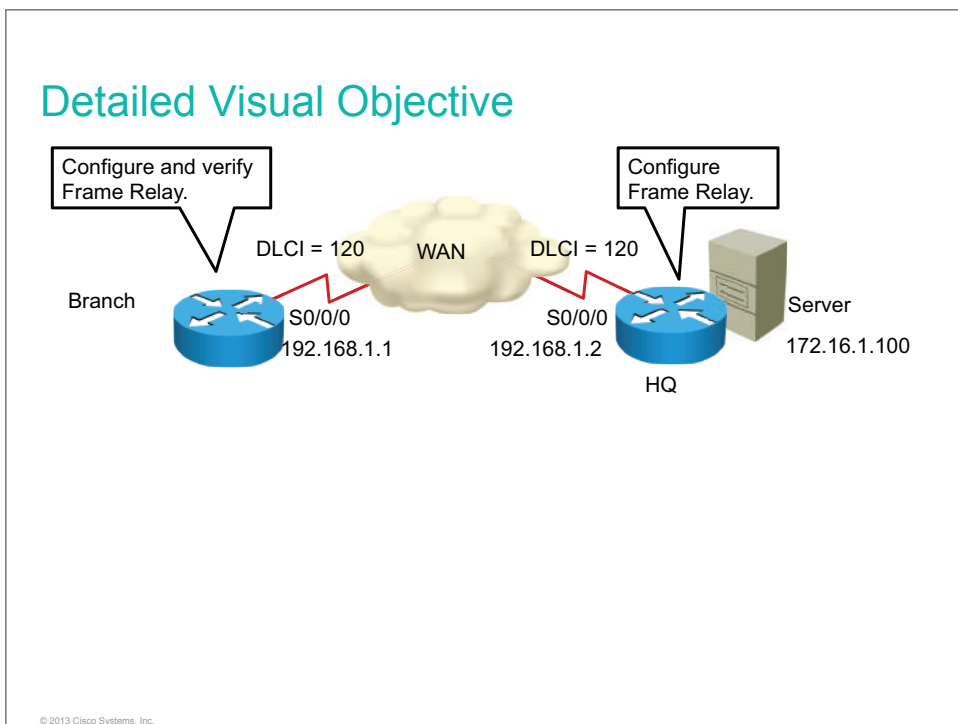 Detailed Visual Objective
Configure and verify
Frame Relay.
Configure
Frame Relay.
DLCI = 120
WAN
DLCI = 120
Branch
S0/0/0
192.168.1.1
S0/0/0
192.168.1.2
Server
172.16.1.100
HQ
© 2013 Cisco Systems, Inc.